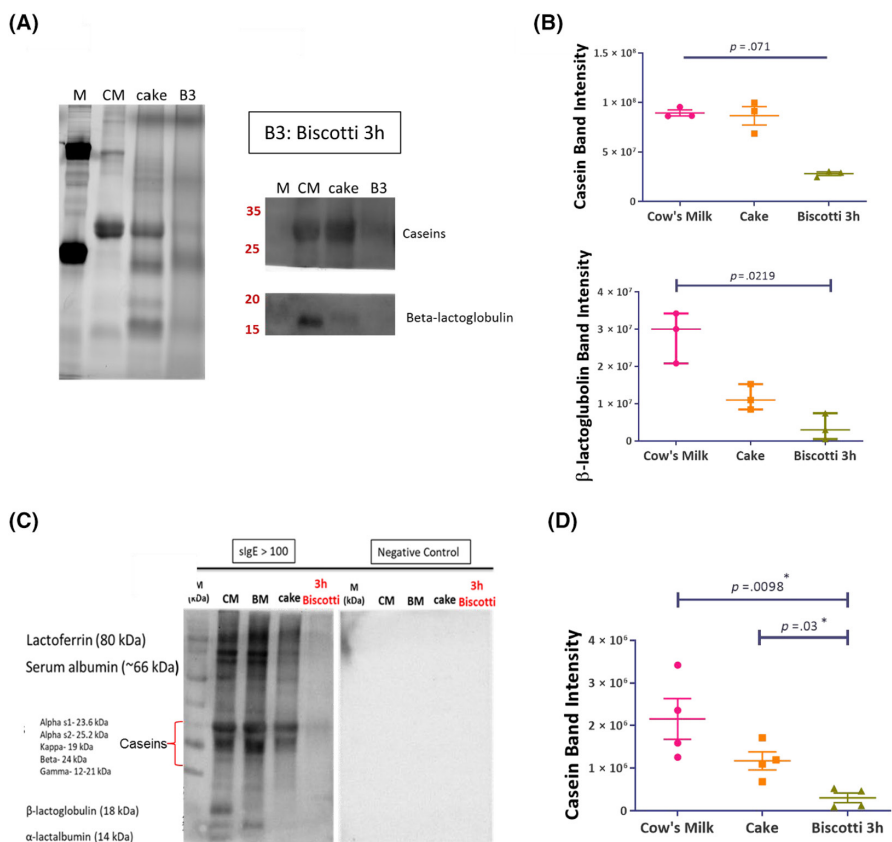 (A)
M CM cake B3
B3: Biscotti 3h
M CM cake B3
35
25
Caseins
20
15
Beta-lactoglobulin
(B)
Casein Band Intensity
1.5 × 10⁸
1 × 10⁸
5 × 10⁷
0
p = .071
Cow's Milk Cake Biscotti 3h
β-lactoglubolin Band Intensity
4 × 10⁷
3 × 10⁷
2 × 10⁷
1 × 10⁷
0
p = .0219
Cow's Milk Cake Biscotti 3h
(C)
sIgE > 100
Negative Control
M (kDa) CM BM cake 3h Biscotti
M (kDa) CM BM cake 3h Biscotti
Lactoferrin (80 kDa)
Serum albumin (~66 kDa)
Alpha s1- 23.6 kDa
Alpha s2- 25.2 kDa
Kappa- 19 kDa
Beta- 24 kDa
Gamma- 12-21 kDa
Caseins
β-lactoglobulin (18 kDa)
α-lactalbumin (14 kDa)
(D)
Casein Band Intensity
4 × 10⁶
3 × 10⁶
2 × 10⁶
1 × 10⁶
0
p = .0098 *
p = .03 *
Cow's Milk Cake Biscotti 3h